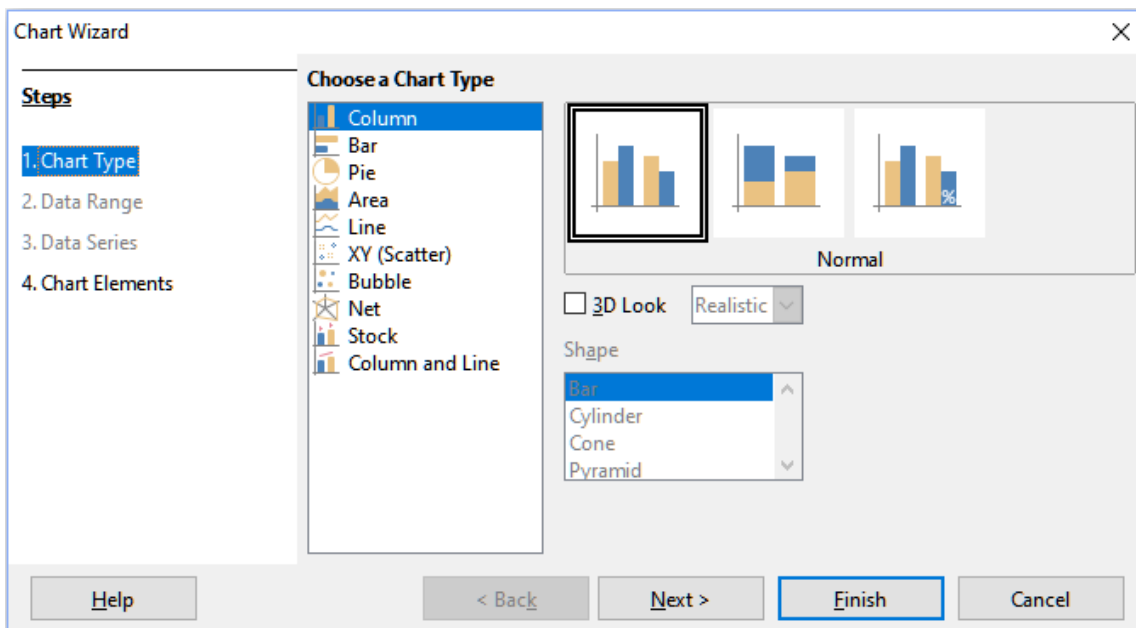 Chart Wizard
Steps
1. Chart Type
2. Data Range
3. Data Series
4. Chart Elements
Choose a Chart Type
Column
Bar
Pie
Area
Line
XY (Scatter)
Bubble
Net
Stock
Column and Line
%
Normal
3D Look
Realistic
Shape
Bar
Cylinder
Cone
Pyramid
Help
< Back
Next >
Finish
Cancel